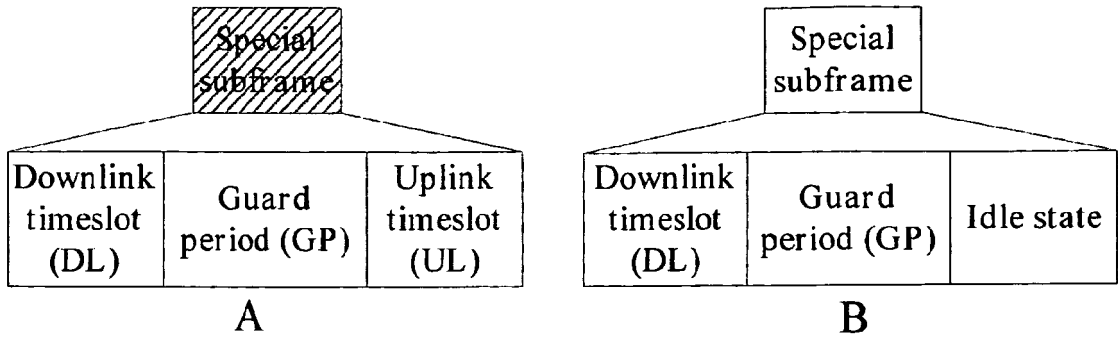 Special
subframe
Downlink
timeslot
(DL)
Guard
period (GP)
Uplink
timeslot
(UL)
A
Special
subframe
Downlink
timeslot
(DL)
Guard
period (GP)
Idle state
B